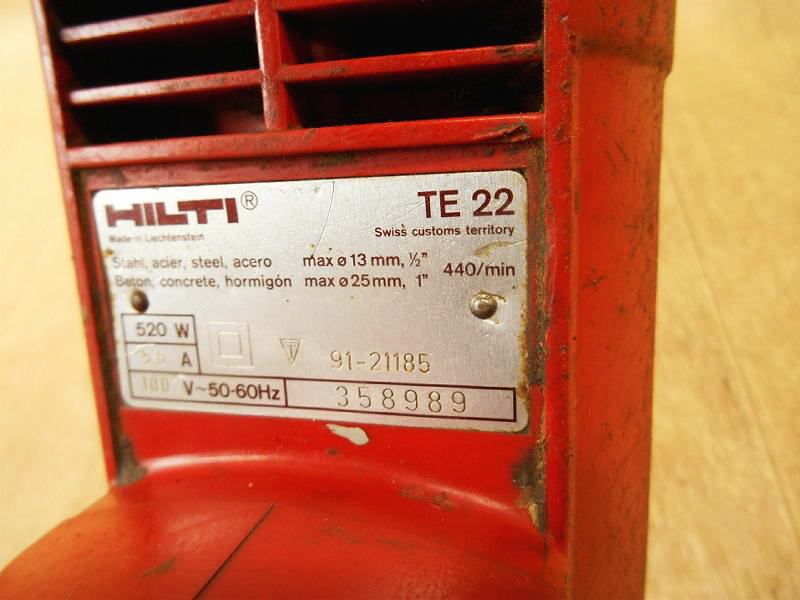 HILTI® TE 22
Made in Liechtenstein Swiss customs territory
Stahl, acier, steel, acero max ø 13 mm, ½" 440/min
Beton, concrete, hormigón max ø 25 mm, 1"
520 W
A 91-21185
100 V~50-60Hz 358989